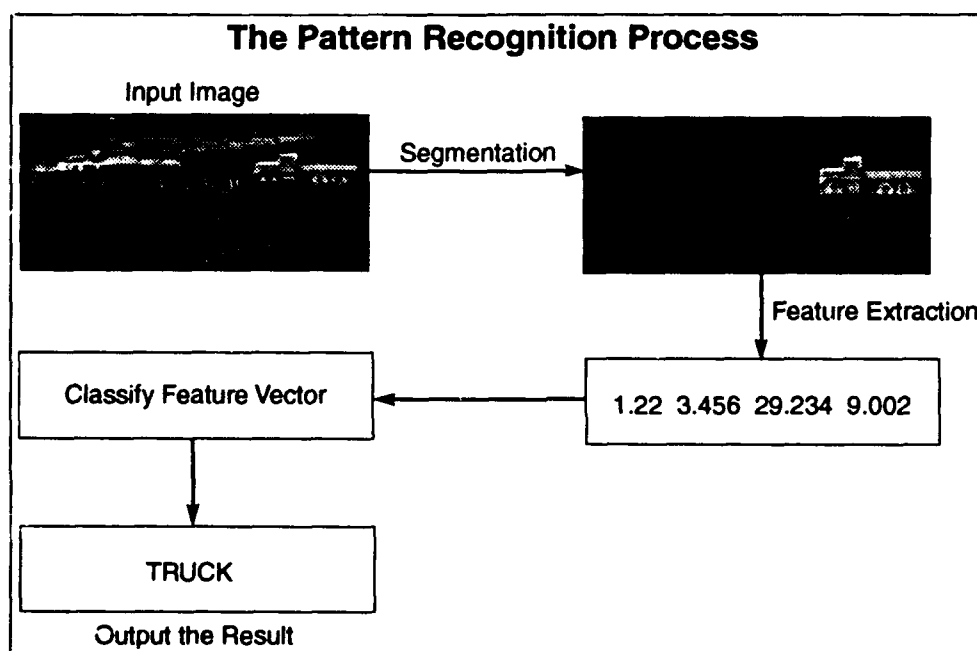 The Pattern Recognition Process
Input Image
Segmentation
Feature Extraction
1.22 3.456 29.234 9.002
Classify Feature Vector
TRUCK
Output the Result